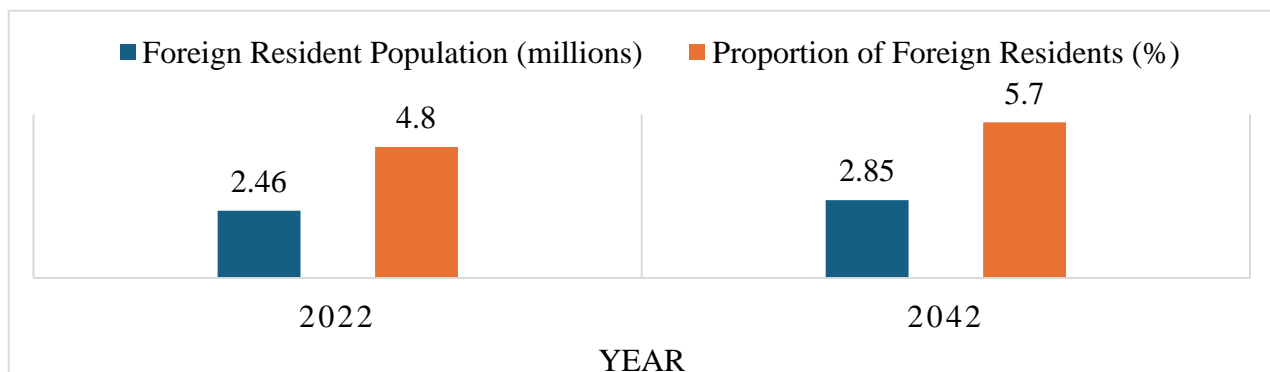 Foreign Resident Population (millions) Proportion of Foreign Residents (%)
5.7
4.8
2.85
2.46
2022 2042
YEAR